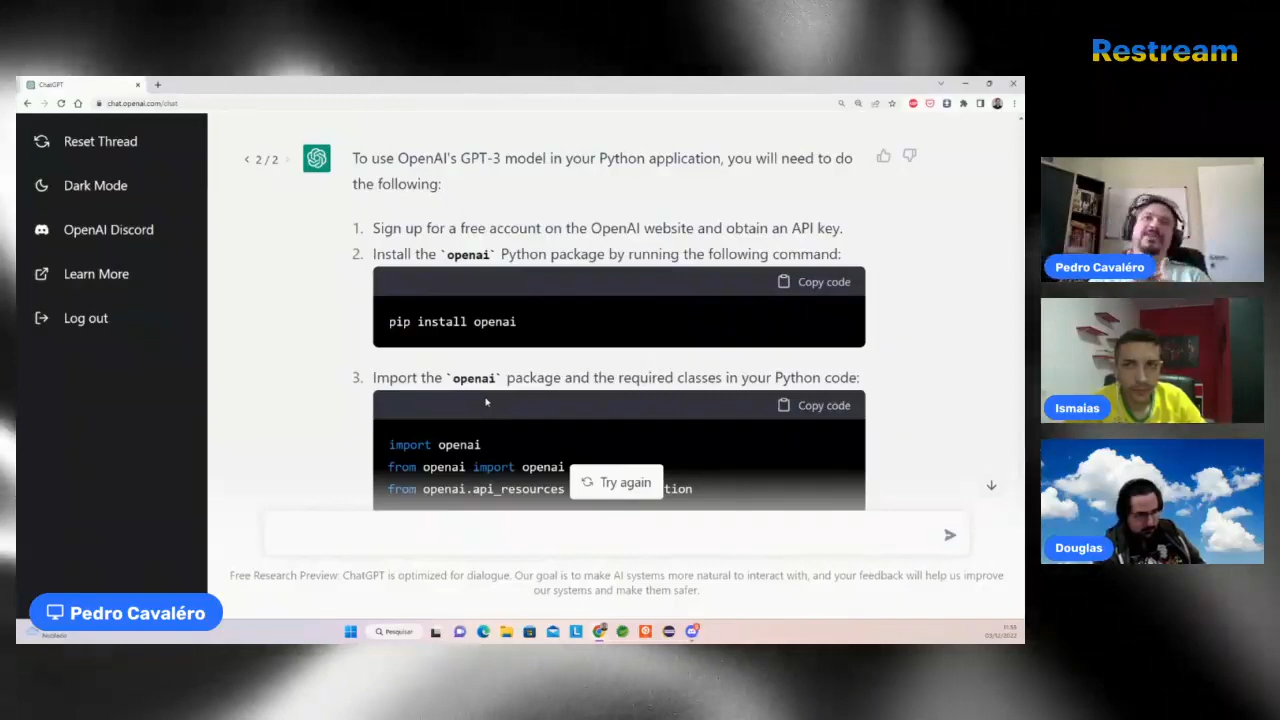 Restream
ChatGPT
chat.openai.com/chat
Reset Thread
Dark Mode
OpenAI Discord
Learn More
Log out
2 / 2
To use OpenAI's GPT-3 model in your Python application, you will need to do
the following:
1. Sign up for a free account on the OpenAI website and obtain an API key.
2. Install the `openai` Python package by running the following command:
Copy code
pip install openai
3. Import the `openai` package and the required classes in your Python code:
Copy code
import openai
from openai import openai
from openai.api_resources
tion
Try again
Free Research Preview: ChatGPT is optimized for dialogue. Our goal is to make AI systems more natural to interact with, and your feedback will help us improve
our systems and make them safer.
Pedro Cavaléro
Pesquisar
03/12/2022
Pedro Cavaléro
Ismaias
Douglas